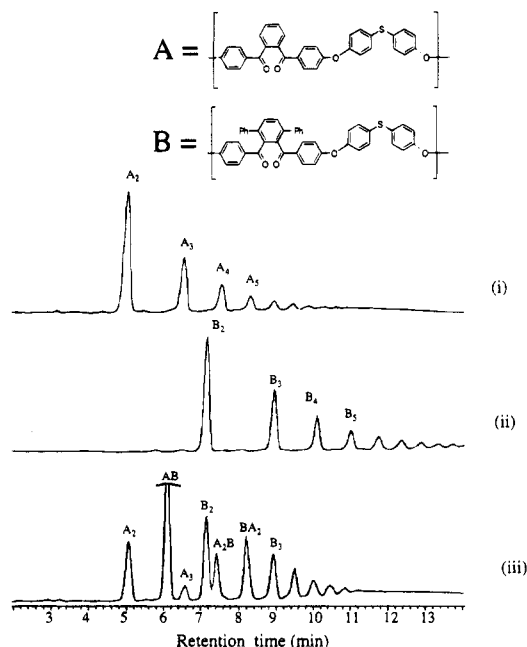 A =
S
O O O O
B =
Ph Ph
S
O O O O
A2
A3
A4
A5
(i)
B2
B3
B4
B5
(ii)
AB
A2
A3
B2
A2B
BA2
B3
(iii)
3 4 5 6 7 8 9 10 11 12 13
Retention time (min)